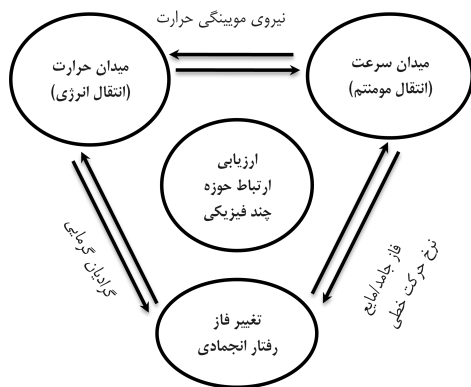 نیروی مویینگی حرارت
میدان حرارت
(انتقال انرژی)
میدان سرعت
(انتقال مومنتم)
ارزیابی
ارتباط حوزه
چند فیزیکی
گرادیان گرمایی
فاز جامد/مایع
نرخ حرکت خطی
تغییر فاز
رفتار انجمادی